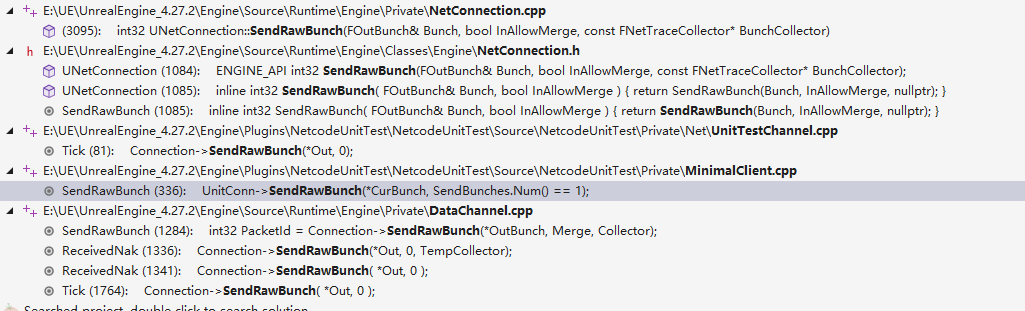 E:\UE\UnrealEngine_4.27.2\Engine\Source\Runtime\Engine\Private\NetConnection.cpp
(3095): int32 UNetConnection::SendRawBunch(FOutBunch& Bunch, bool InAllowMerge, const FNetTraceCollector* BunchCollector)
h E:\UE\UnrealEngine_4.27.2\Engine\Source\Runtime\Engine\Classes\Engine\NetConnection.h
UNetConnection (1084): ENGINE_API int32 SendRawBunch(FOutBunch& Bunch, bool InAllowMerge, const FNetTraceCollector* BunchCollector);
UNetConnection (1085): inline int32 SendRawBunch( FOutBunch& Bunch, bool InAllowMerge ) { return SendRawBunch(Bunch, InAllowMerge, nullptr); }
SendRawBunch (1085): inline int32 SendRawBunch( FOutBunch& Bunch, bool InAllowMerge ) { return SendRawBunch(Bunch, InAllowMerge, nullptr); }
E:\UE\UnrealEngine_4.27.2\Engine\Plugins\NetcodeUnitTest\NetcodeUnitTest\Source\NetcodeUnitTest\Private\Net\UnitTestChannel.cpp
Tick (81): Connection->SendRawBunch(*Out, 0);
E:\UE\UnrealEngine_4.27.2\Engine\Plugins\NetcodeUnitTest\NetcodeUnitTest\Source\NetcodeUnitTest\Private\MinimalClient.cpp
SendRawBunch (336): UnitConn->SendRawBunch(*CurBunch, SendBunches.Num() == 1);
E:\UE\UnrealEngine_4.27.2\Engine\Source\Runtime\Engine\Private\DataChannel.cpp
SendRawBunch (1284): int32 PacketId = Connection->SendRawBunch(*OutBunch, Merge, Collector);
ReceivedNak (1336): Connection->SendRawBunch(*Out, 0, TempCollector);
ReceivedNak (1341): Connection->SendRawBunch( *Out, 0 );
Tick (1764): Connection->SendRawBunch( *Out, 0 );
Searched project, double click to search solution